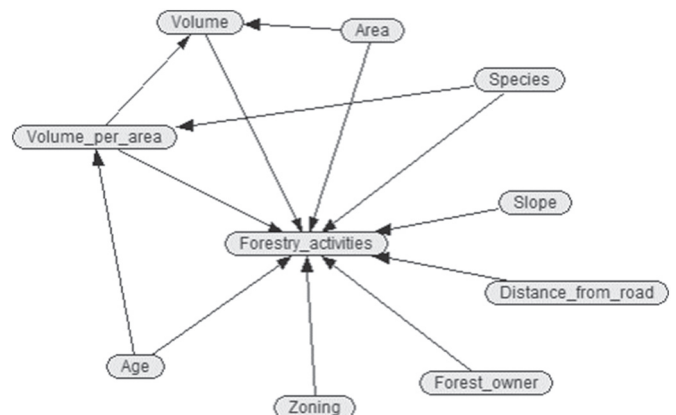 Volume
Area
Species
Volume_per_area
Slope
Forestry_activities
Distance_from_road
Age
Forest_owner
Zoning